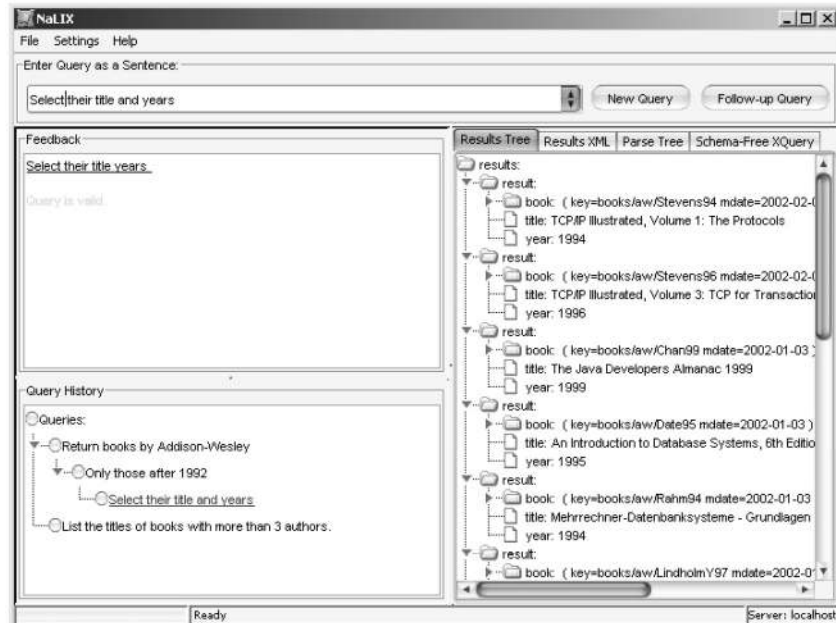 NaLIX
File Settings Help
Enter Query as a Sentence:
Select their title and years
New Query
Follow-up Query
Feedback
Select their title years
Query is valid.
Query History
Queries:
Return books by Addison-Wesley
Only those after 1992
Select their title and years
List the titles of books with more than 3 authors.
Results Tree Results XML Parse Tree Schema-Free XQuery
results:
result:
book: ( key=books/aw/Stevens94 mdate=2002-02-0
title: TCP/IP Illustrated, Volume 1: The Protocols
year: 1994
result:
book: ( key=books/aw/Stevens96 mdate=2002-02-0
title: TCP/IP Illustrated, Volume 3: TCP for Transaction
year: 1996
result:
book: ( key=books/aw/Chan99 mdate=2002-01-03 )
title: The Java Developers Almanac 1999
year: 1999
result:
book: ( key=books/aw/Date95 mdate=2002-01-03 )
title: An Introduction to Database Systems, 6th Editio
year: 1995
result:
book: ( key=books/aw/Rahm94 mdate=2002-01-03
title: Mehrrechner-Datenbanksysteme - Grundlagen
year: 1994
result:
book: ( key=books/aw/LindholmY97 mdate=2002-0
Ready
Server: localhost